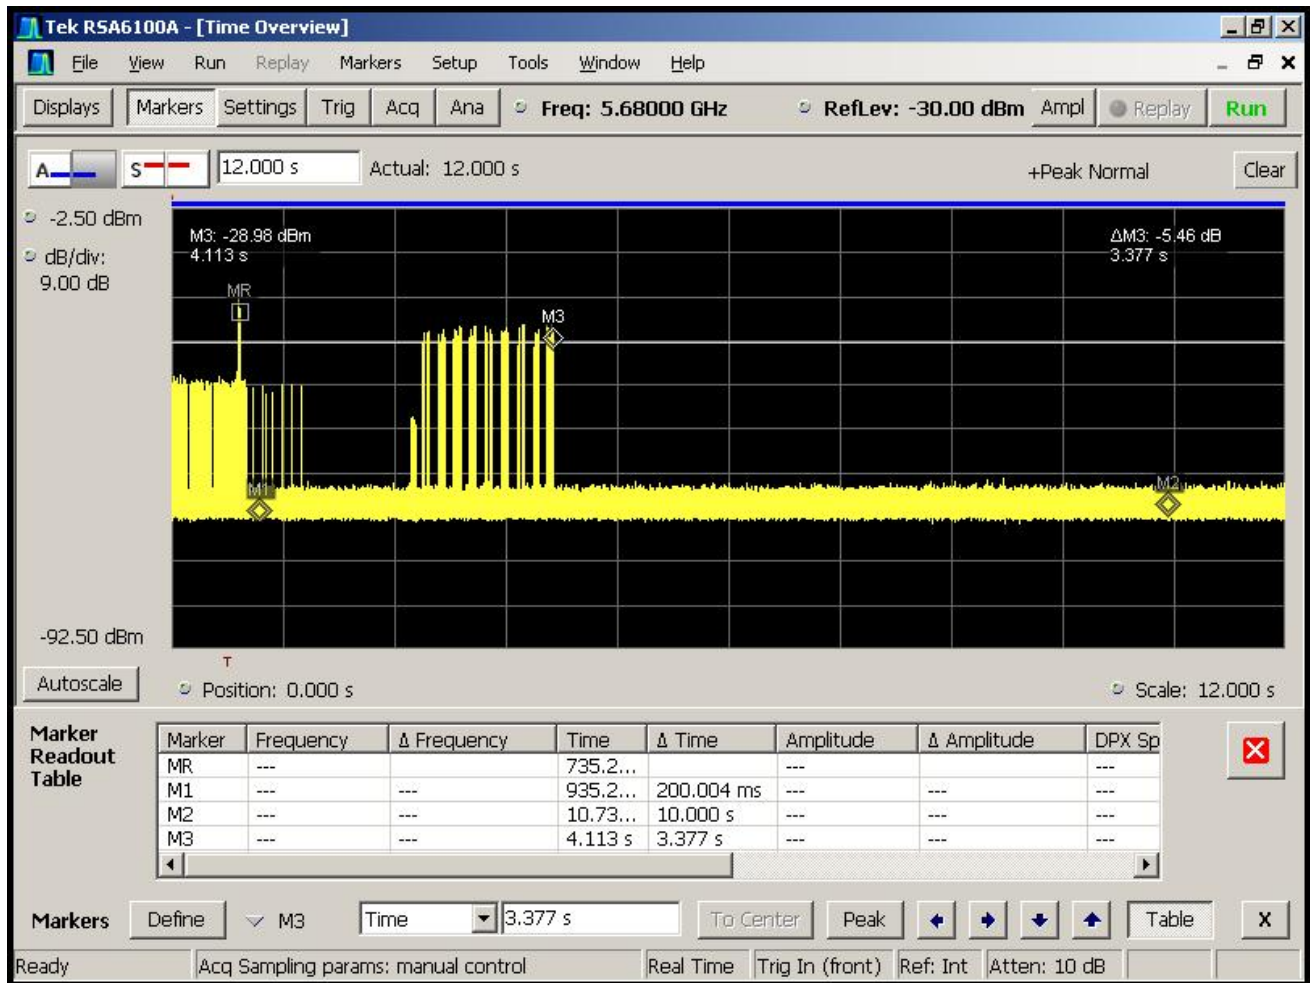 Tek RSA6100A - [Time Overview]
File View Run Replay Markers Setup Tools Window Help
Displays Markers Settings Trig Acq Ana Freq: 5.68000 GHz RefLev: -30.00 dBm Ampl Replay Run
A S 12.000 s Actual: 12.000 s +Peak Normal Clear
-2.50 dBm
dB/div:
9.00 dB
M3: -28.98 dBm
4.113 s
ΔM3: -5.46 dB
3.377 s
MR
M3
M1
M2
-92.50 dBm
T
Autoscale Position: 0.000 s Scale: 12.000 s
Marker
Readout
Table
Marker Frequency Δ Frequency Time Δ Time Amplitude Δ Amplitude DPX Sp
MR --- 735.2... --- ---
M1 --- --- 935.2... 200.004 ms --- --- ---
M2 --- --- 10.73... 10.000 s --- --- ---
M3 --- --- 4.113 s 3.377 s --- --- ---
Markers Define M3 Time 3.377 s To Center Peak Table X
Ready Acq Sampling params: manual control Real Time Trig In (front) Ref: Int Atten: 10 dB